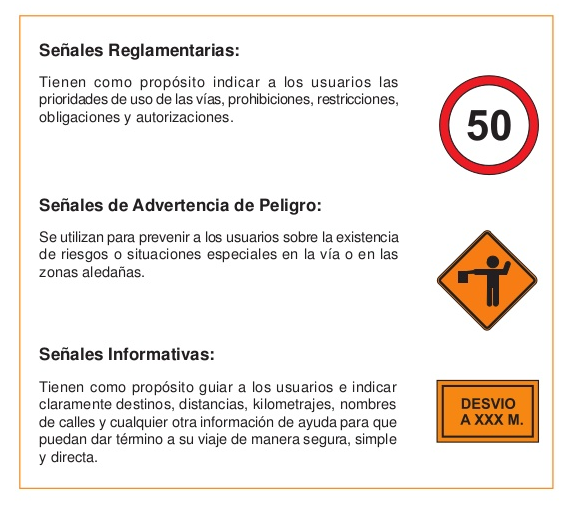 Señales Reglamentarias:
Tienen como propósito indicar a los usuarios las
prioridades de uso de las vías, prohibiciones, restricciones,
obligaciones y autorizaciones.
50
Señales de Advertencia de Peligro:
Se utilizan para prevenir a los usuarios sobre la existencia
de riesgos o situaciones especiales en la vía o en las
zonas aledañas.
Señales Informativas:
Tienen como propósito guiar a los usuarios e indicar
claramente destinos, distancias, kilometrajes, nombres
de calles y cualquier otra información de ayuda para que
puedan dar término a su viaje de manera segura, simple
y directa.
DESVIO
A XXX M.